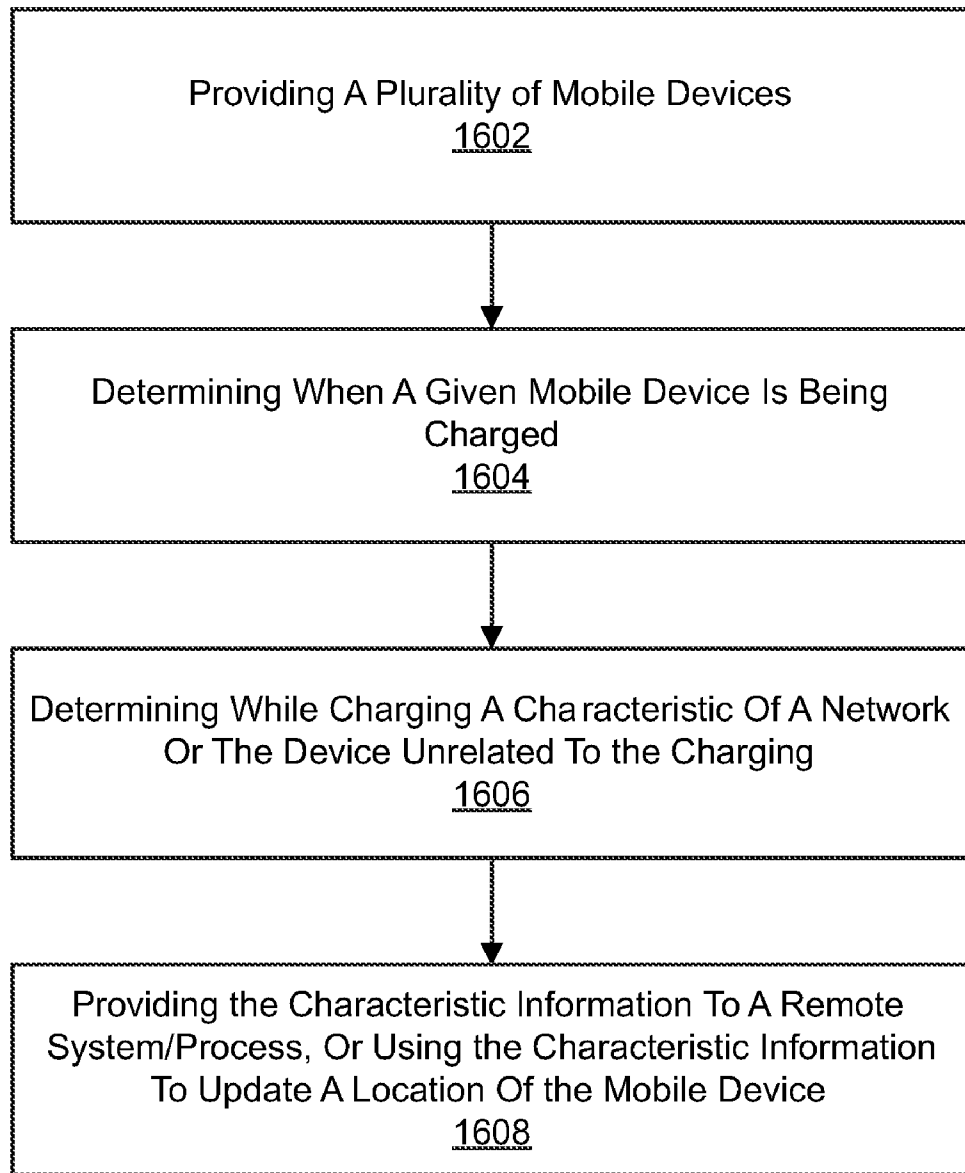 Providing A Plurality of Mobile Devices
1602
Determining When A Given Mobile Device Is Being
Charged
1604
Determining While Charging A Characteristic Of A Network
Or The Device Unrelated To the Charging
1606
Providing the Characteristic Information To A Remote
System/Process, Or Using the Characteristic Information
To Update A Location Of the Mobile Device
1608